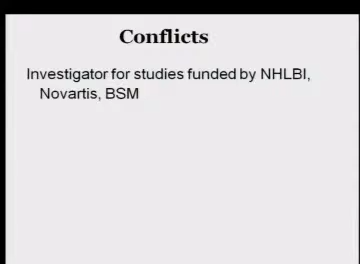 Conflicts
Investigator for studies funded by NHLBI,
Novartis, BSM